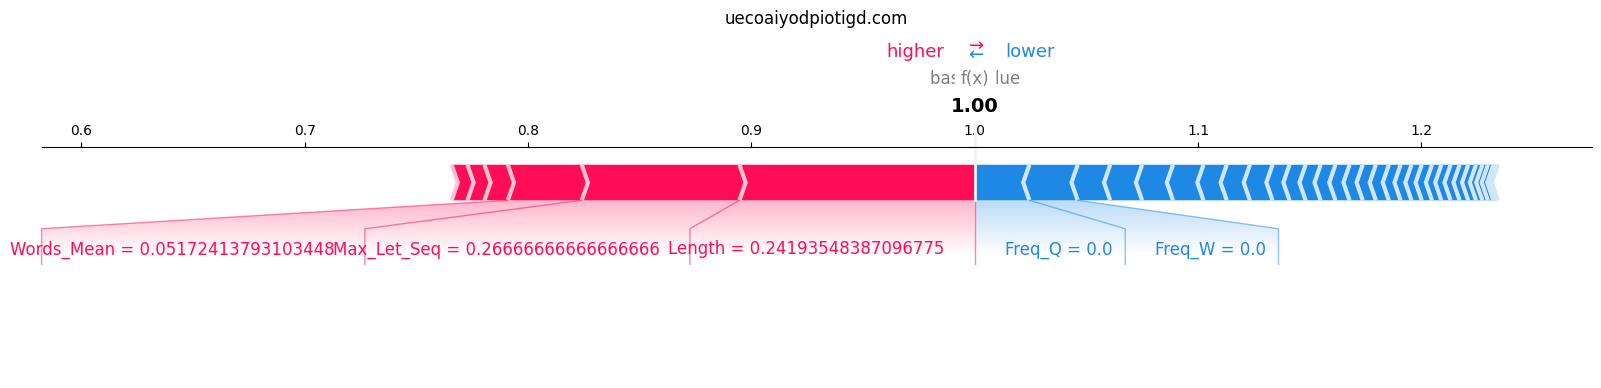 uecoaiyodpiotigd.com
higher ⇄ lower
bas f(x) lue
1.00
0.6 0.7 0.8 0.9 1.0 1.1 1.2
Words_Mean = 0.05172413793103448 Max_Let_Seq = 0.26666666666666666 Length = 0.24193548387096775 Freq_Q = 0.0 Freq_W = 0.0